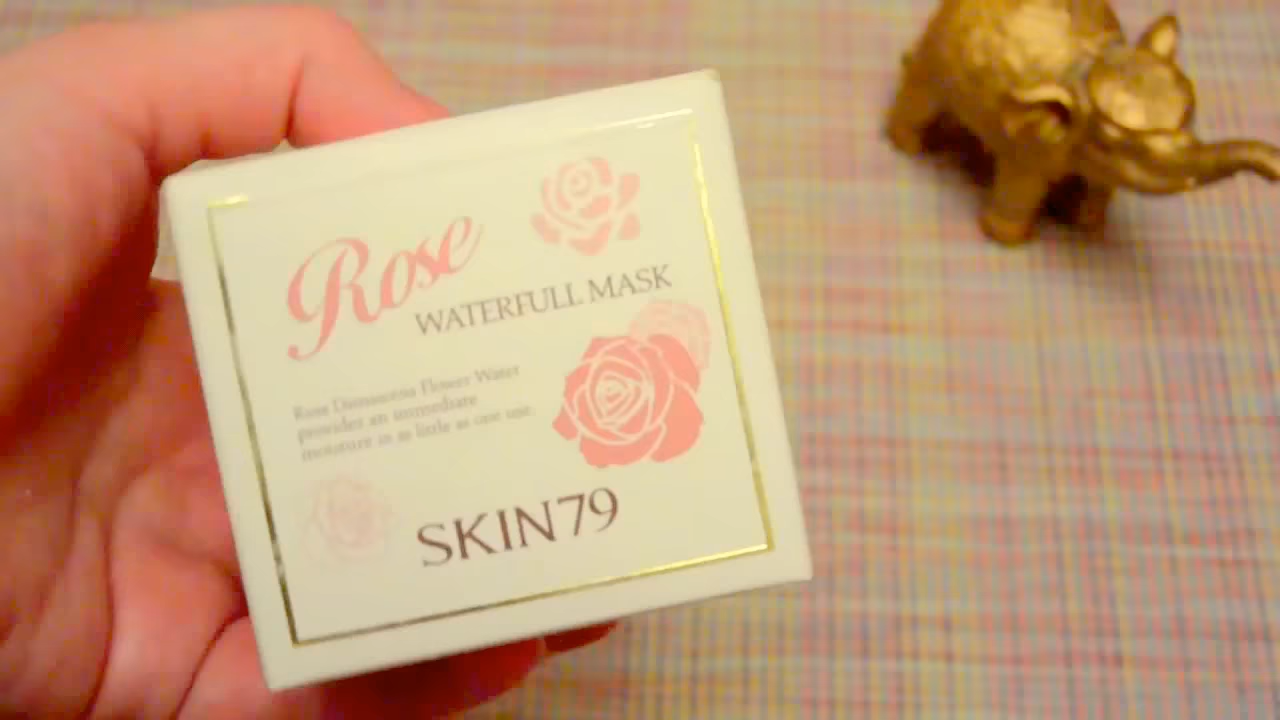 Rose
WATERFULL MASK
Rose Damascena Flower Water
provides an immediate
moisture in as little as one use.
SKIN79